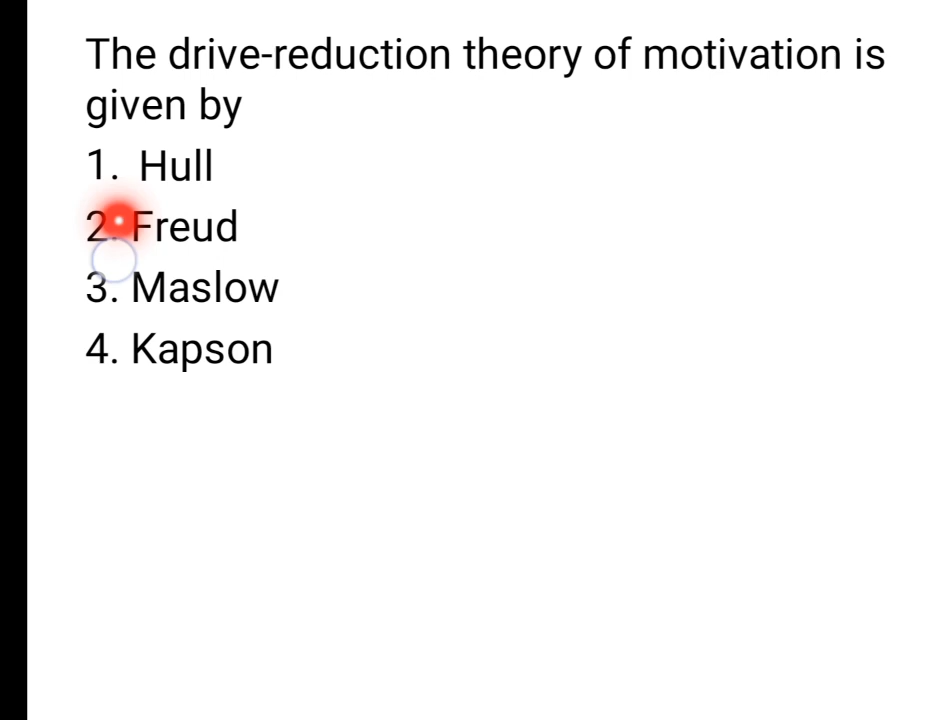 The drive-reduction theory of motivation is
given by
1. Hull
2. Freud
3. Maslow
4. Kapson